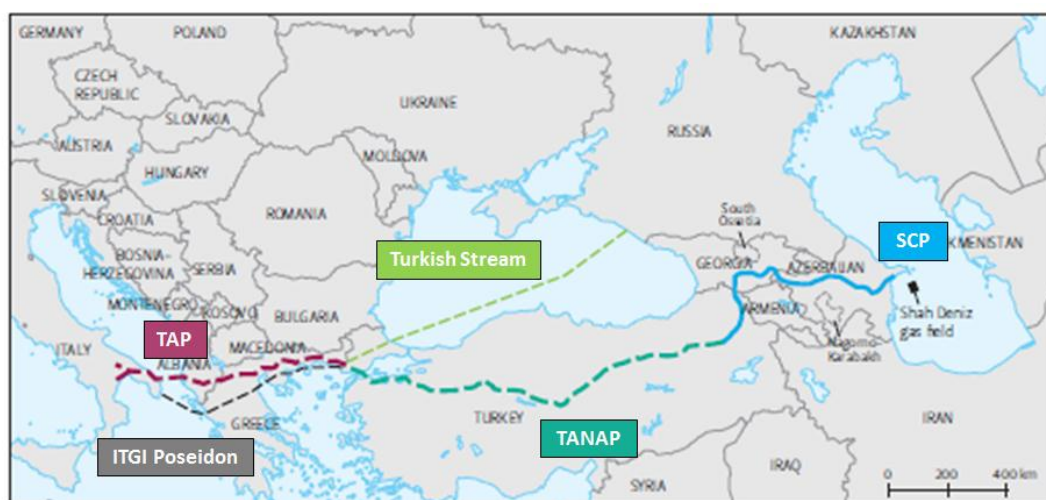 GERMANY
POLAND
KAZAKHSTAN
CZECH
REPUBLIC
UKRAINE
SLOVAKIA
RUSSIA
AUSTRIA
MOLDOVA
HUNGARY
SLOVENIA
CROATIA
ROMANIA
South
Ossetia
SCP
KMENISTAN
BOSNIA-
HERZEGOVINA
SERBIA
Turkish Stream
GEORGIA
AZERBAIJAN
MONTENEGRO
KOSOVO
BULGARIA
ARMENIA
Shah Deniz
gas field
TAP
ITALY
MACEDONIA
Nagorno
Karabakh
ALBANIA
GREECE
TURKEY
IRAN
ITGI Poseidon
TANAP
IRAQ
SYRIA
0 200 400 km